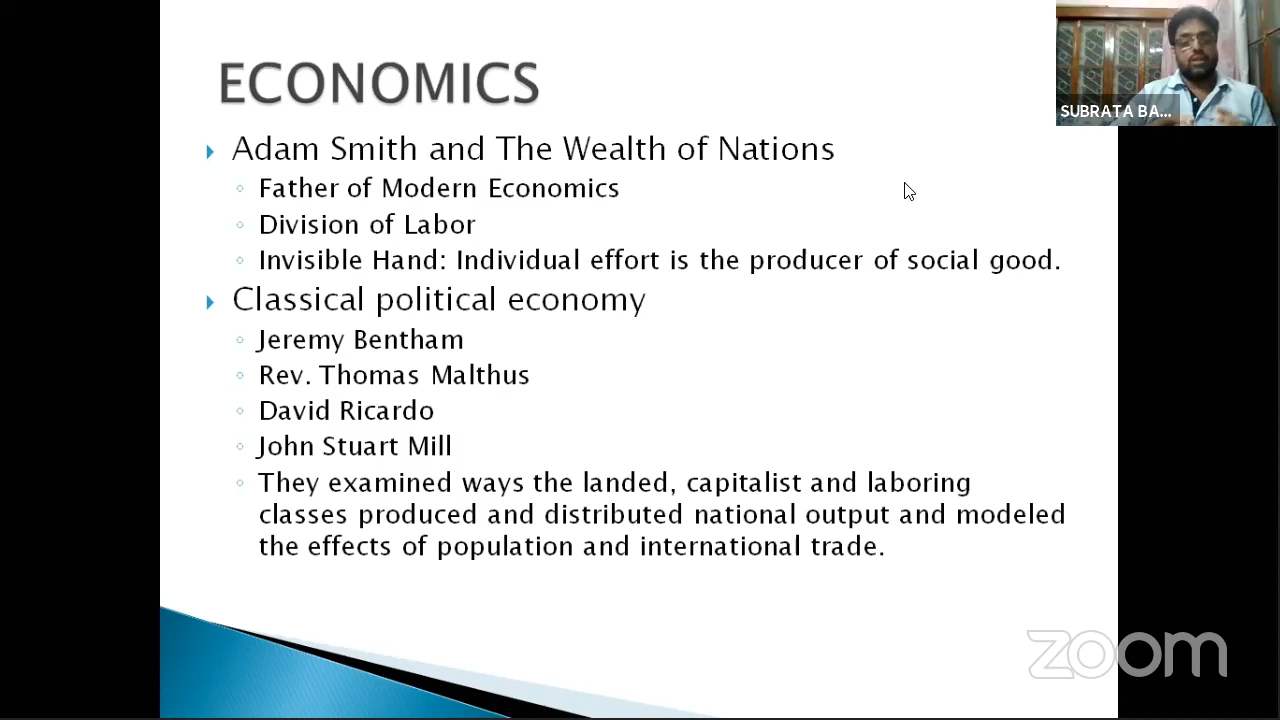 ECONOMICS
SUBRATA BA...
Adam Smith and The Wealth of Nations
Father of Modern Economics
Division of Labor
Invisible Hand: Individual effort is the producer of social good.
Classical political economy
Jeremy Bentham
Rev. Thomas Malthus
David Ricardo
John Stuart Mill
They examined ways the landed, capitalist and laboring
classes produced and distributed national output and modeled
the effects of population and international trade.
zoom